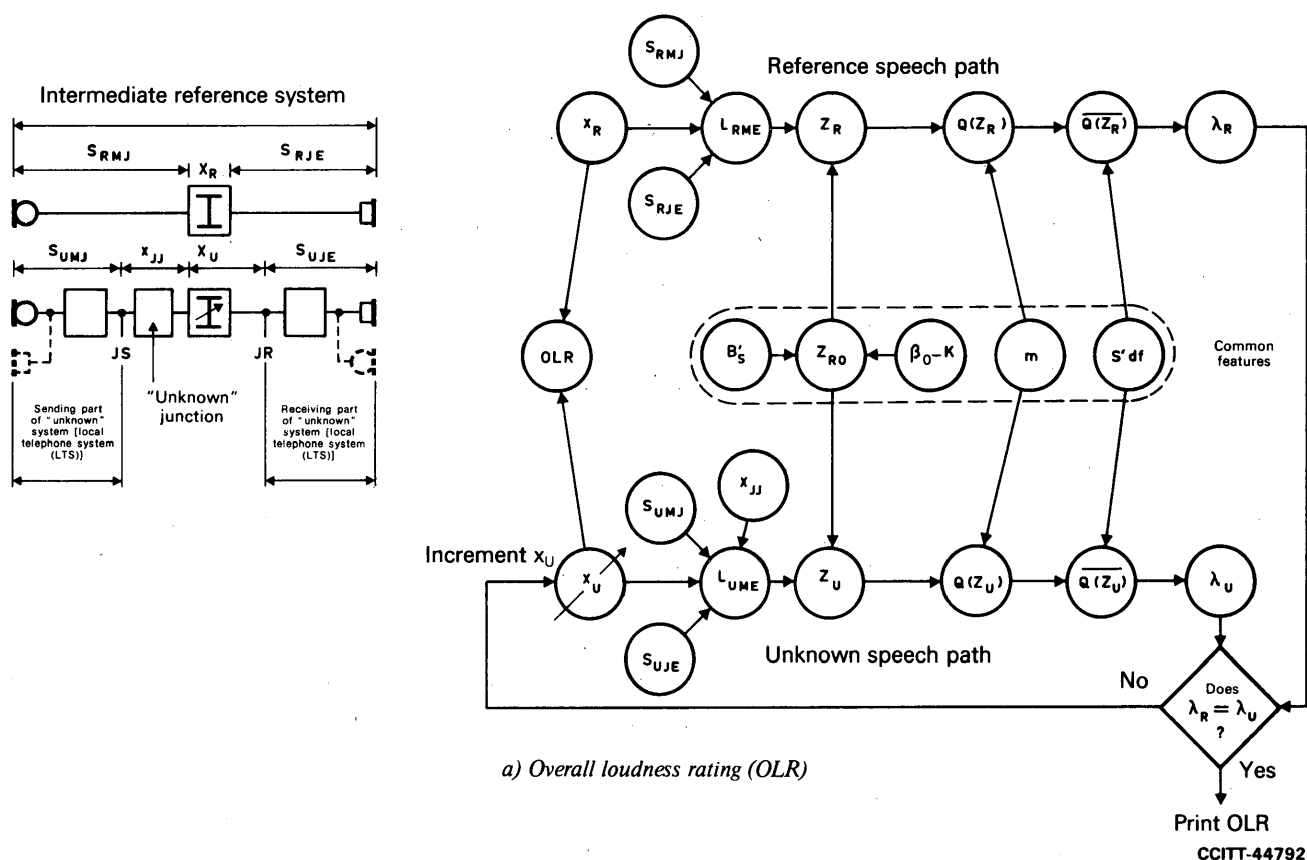 Intermediate reference system
S_RMJ
X_R
S_RJE
S_UMJ
x_JJ
X_U
S_UJE
JS
JR
"Unknown"
junction
Sending part
of "unknown"
system [local
telephone system
(LTS)]
Receiving part
of "unknown"
system [local
telephone system
(LTS)]
S_RMJ
Reference speech path
X_R
L_RME
Z_R
Q(Z_R)
Q(Z_R)
λ_R
S_RJE
OLR
B'_S
Z_RO
β_0–K
m
S'df
Common
features
S_UMJ
X_JJ
Increment x_U
X_U
L_UME
Z_U
Q(Z_U)
Q(Z_U)
λ_U
S_UJE
Unknown speech path
No
Does
λ_R = λ_U
?
Yes
a) Overall loudness rating (OLR)
Print OLR
CCITT-44792